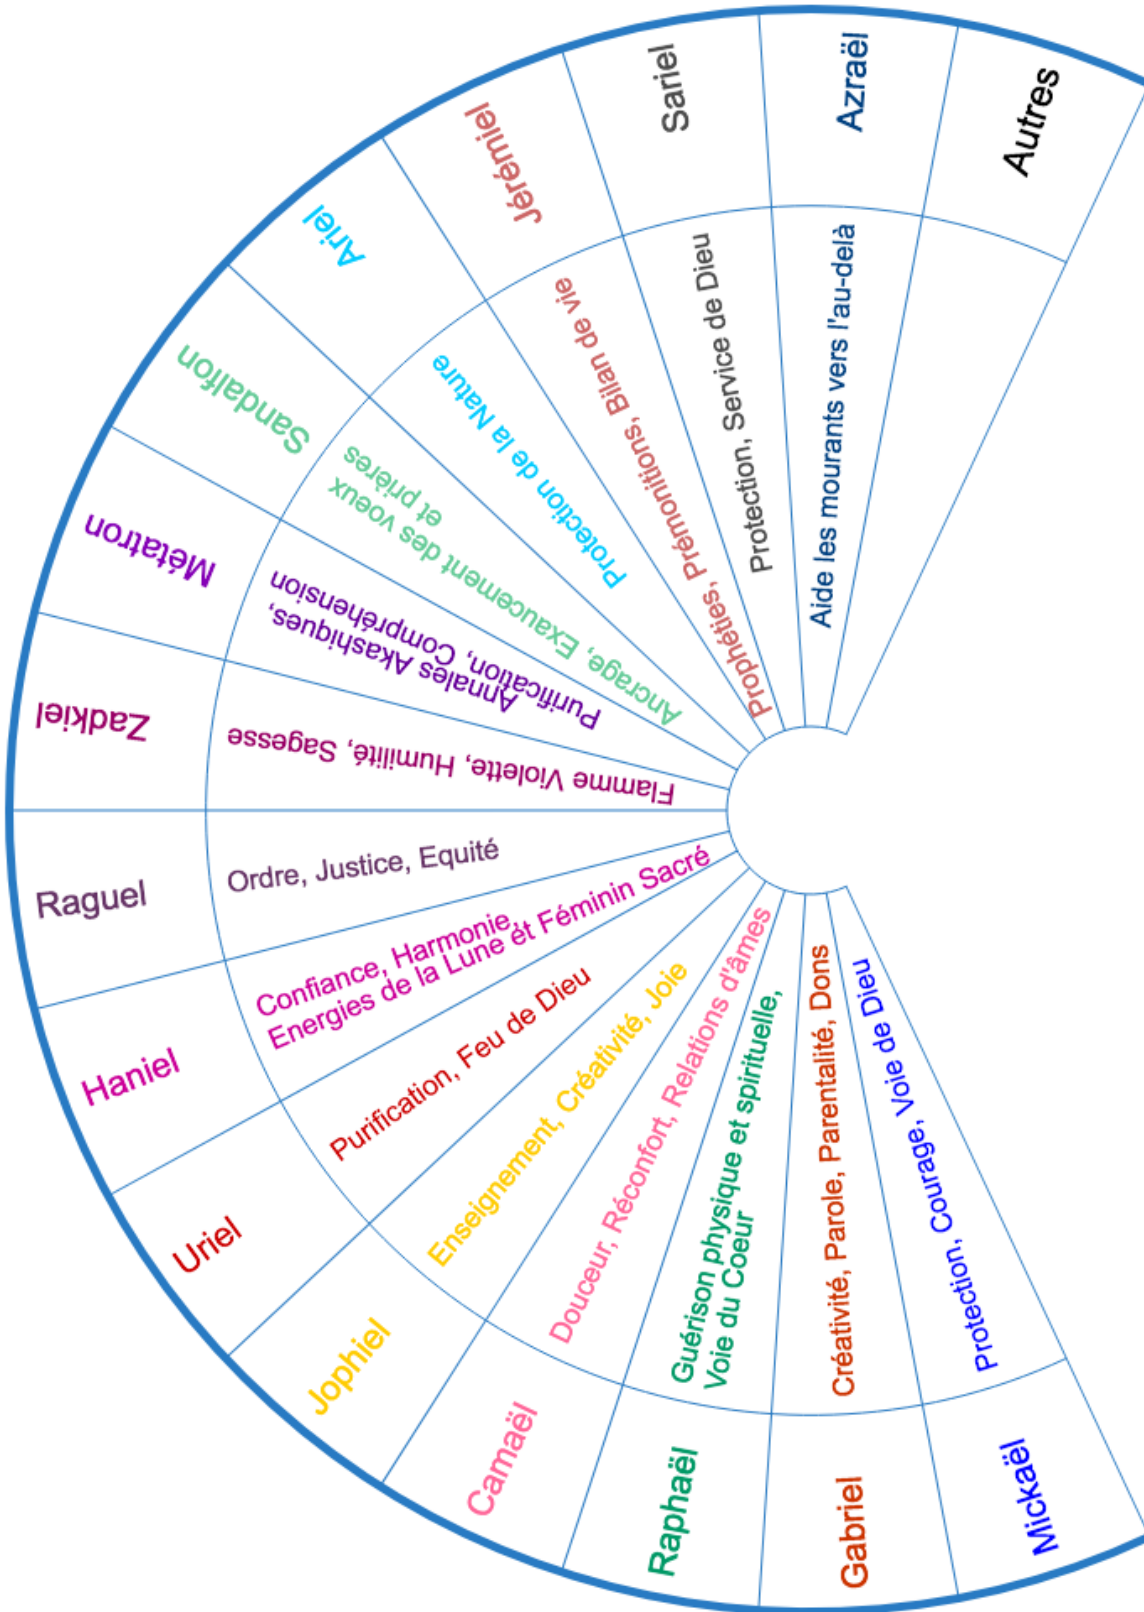 Mickaël
Protection, Courage, Voie de Dieu
Gabriel
Créativité, Parole, Parentalité, Dons
Raphaël
Guérison physique et spirituelle,
Voie du Coeur
Camaël
Douceur, Réconfort, Relations d'âmes
Jophiel
Enseignement, Créativité, Joie
Uriel
Purification, Feu de Dieu
Haniel
Confiance, Harmonie,
Energies de la Lune et Féminin Sacré
Raguel
Ordre, Justice, Equité
Zadkiel
Flamme Violette, Humilité, Sagesse
Métatron
Annales Akashiques,
Purification, Compréhension
Sandalfon
Ancrage, Exaucement des voeux
et prières
Ariel
Protection de la Nature
Jérémiel
Prophéties, Prémonitions, Bilan de vie
Sariel
Protection, Service de Dieu
Azraël
Aide les mourants vers l'au-delà
Autres